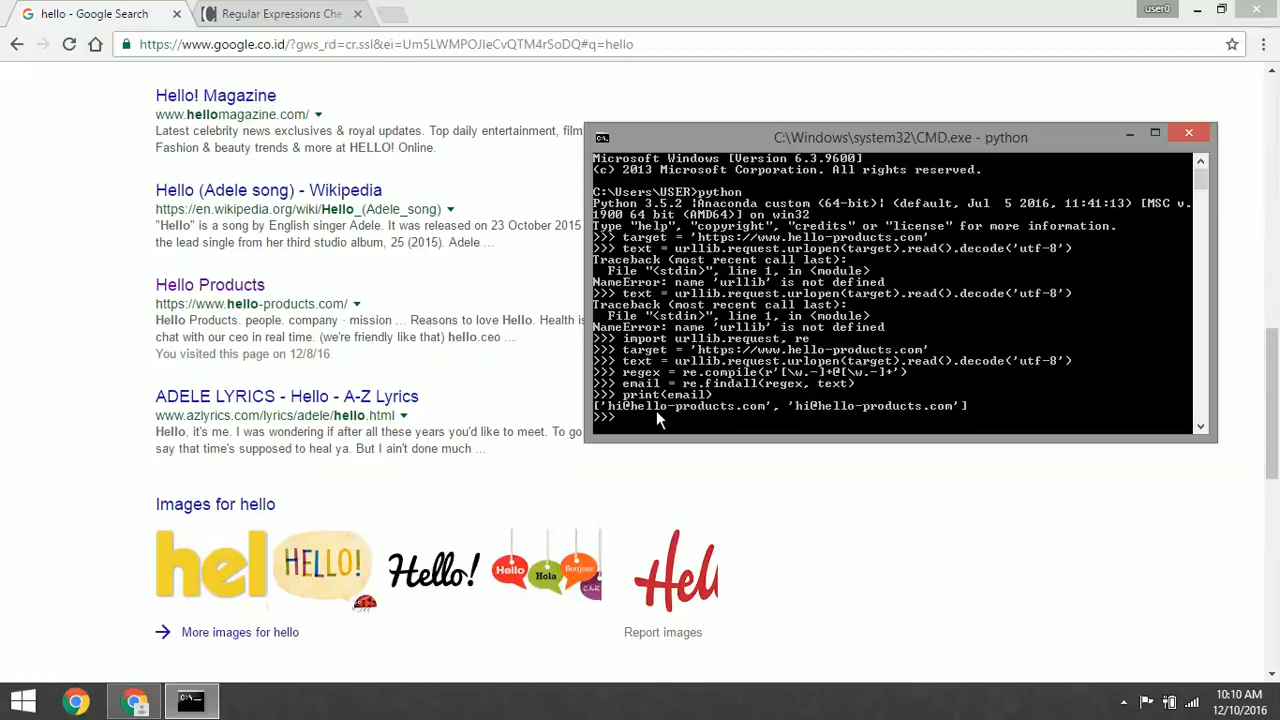 hello - Google Search
Regular Expressions Che
user0
https://www.google.co.id/?gws_rd=cr,ssl&ei=Um5LWMPOJIeCvQTM4rSoDQ#q=hello
Hello! Magazine
www.hellomagazine.com/
Latest celebrity news exclusives & royal updates. Top daily entertainment, film
Fashion & beauty trends & more at HELLO! Online.
Hello (Adele song) - Wikipedia
https://en.wikipedia.org/wiki/Hello_(Adele_song)
"Hello" is a song by English singer Adele. It was released on 23 October 2015
the lead single from her third studio album, 25 (2015). Adele ...
Hello Products
https://www.hello-products.com/
Hello Products. people. company · mission ... Reasons to love Hello. Health is
chat with our ceo in real time. (we're friendly like that) hello.ceo ...
You visited this page on 12/8/16.
ADELE LYRICS - Hello - A-Z Lyrics
www.azlyrics.com/lyrics/adele/hello.html
Hello, it's me. I was wondering if after all these years you'd like to meet. To go
say that time's supposed to heal ya. But I ain't done much ...
Images for hello
hel
HELLO!
Hello!
Hello
Hola
Bonjour
こんに
Hell
More images for hello
Report images
C:\Windows\system32\CMD.exe - python
Microsoft Windows [Version 6.3.9600]
(c) 2013 Microsoft Corporation. All rights reserved.
C:\Users\USER>python
Python 3.5.2 |Anaconda custom (64-bit)| (default, Jul  5 2016, 11:41:13) [MSC v.
1900 64 bit (AMD64)] on win32
Type "help", "copyright", "credits" or "license" for more information.
>>> target = 'https://www.hello-products.com'
>>> text = urllib.request.urlopen(target).read().decode('utf-8')
Traceback (most recent call last):
  File "<stdin>", line 1, in <module>
NameError: name 'urllib' is not defined
>>> text = urllib.request.urlopen(target).read().decode('utf-8')
Traceback (most recent call last):
  File "<stdin>", line 1, in <module>
NameError: name 'urllib' is not defined
>>> import urllib.request, re
>>> target = 'https://www.hello-products.com'
>>> text = urllib.request.urlopen(target).read().decode('utf-8')
>>> regex = re.compile(r'[\w.-]+@[\w.-]+')
>>> email = re.findall(regex, text)
>>> print(email)
['hi@hello-products.com', 'hi@hello-products.com']
>>>
C:\_
10:10 AM
12/10/2016